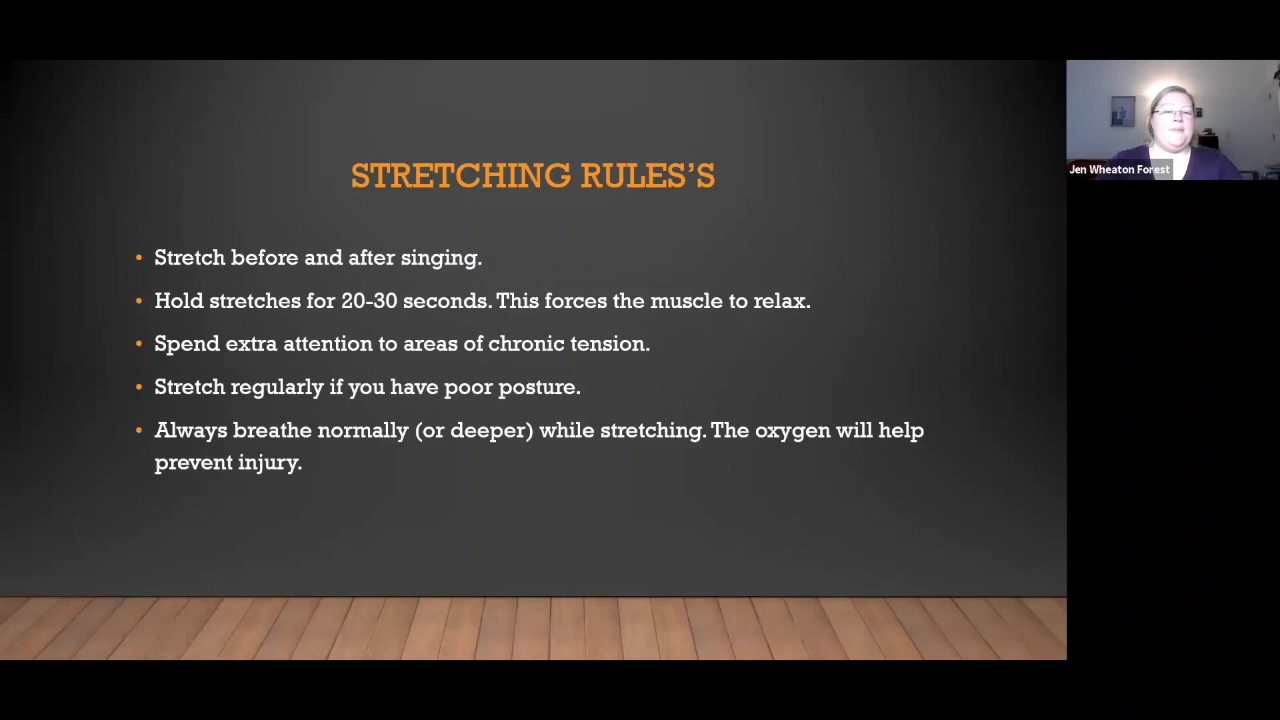 STRETCHING RULES’S
• Stretch before and after singing.
• Hold stretches for 20-30 seconds. This forces the muscle to relax.
• Spend extra attention to areas of chronic tension.
• Stretch regularly if you have poor posture.
• Always breathe normally (or deeper) while stretching. The oxygen will help
prevent injury.
Jen Wheaton Forest